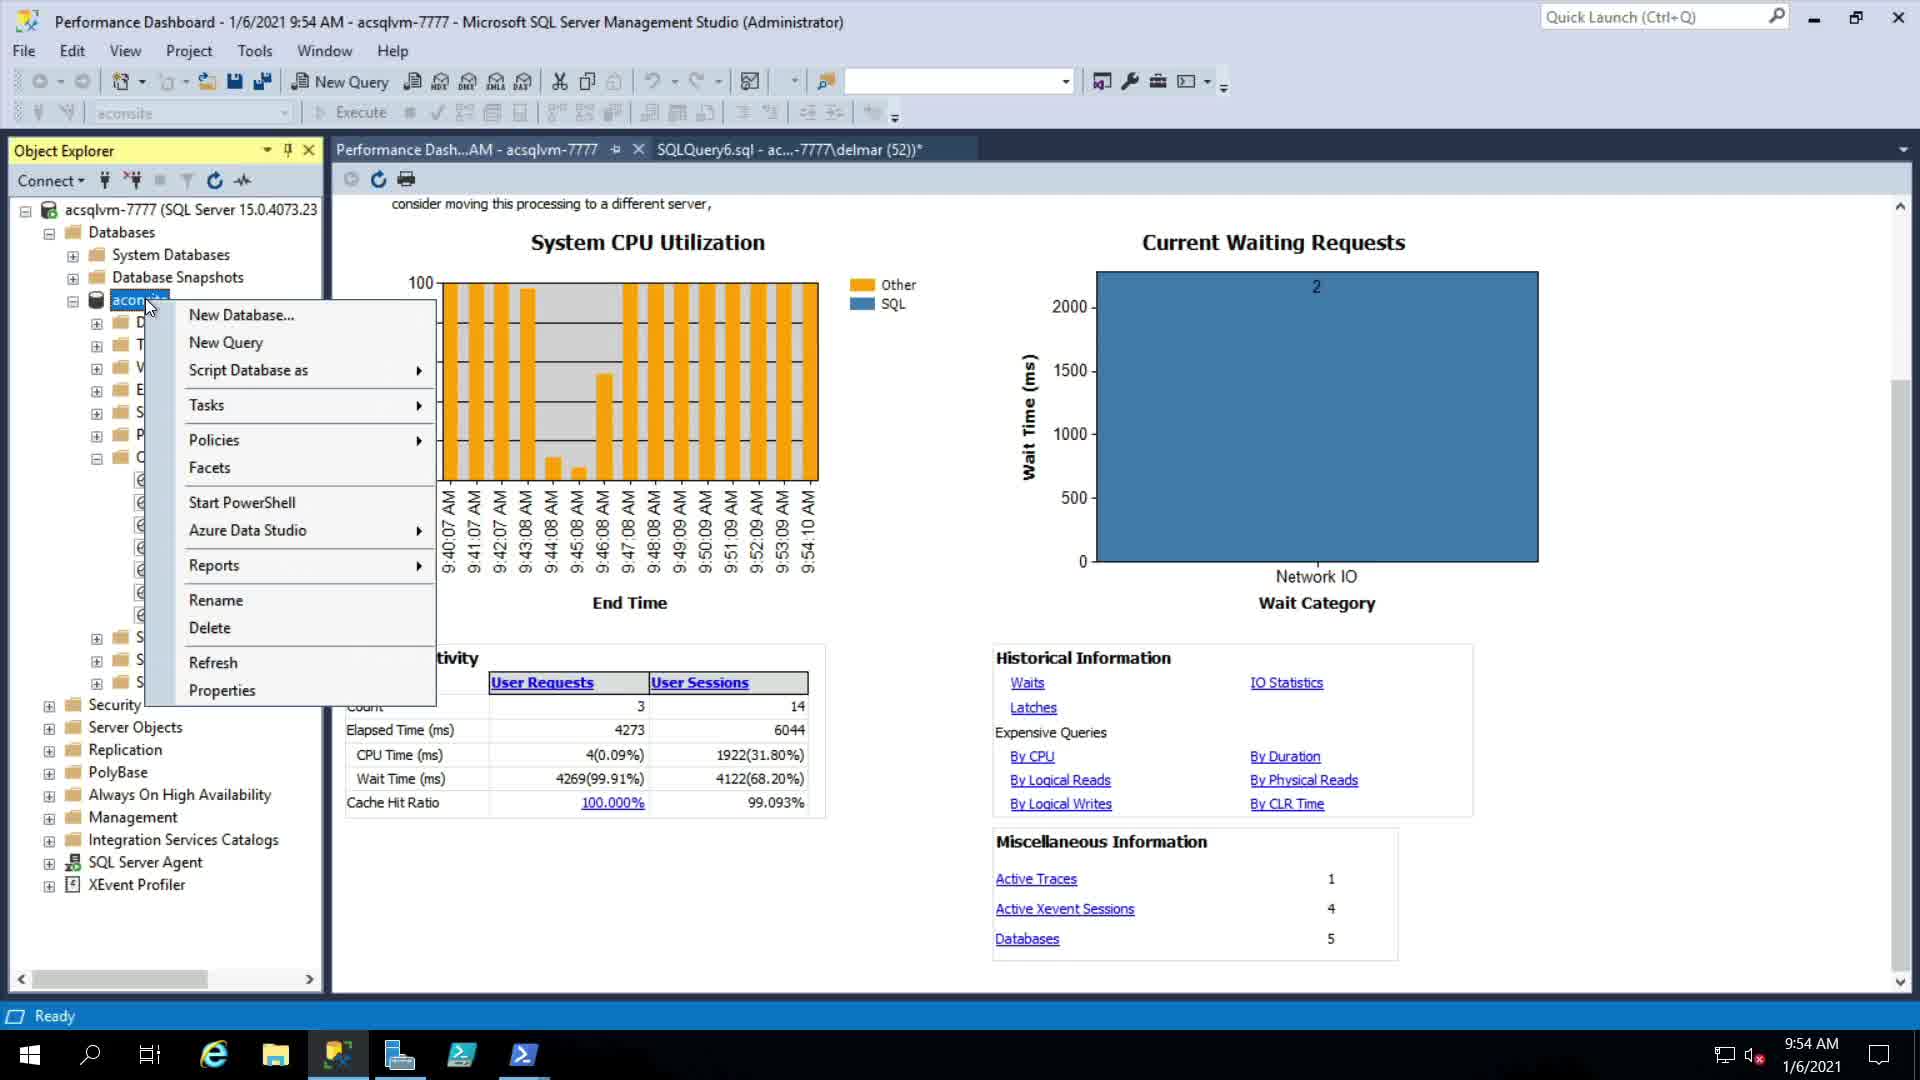 Performance Dashboard - 1/6/2021 9:54 AM - acsqlvm-7777 - Microsoft SQL Server Management Studio (Administrator)
Quick Launch (Ctrl+Q)
File Edit View Project Tools Window Help
New Query
MDX DMX XMLA DAX
aconsite
Execute
Object Explorer
Performance Dash...AM - acsqlvm-7777
SQLQuery6.sql - ac...-7777\delmar (52))*
Connect
acsqlvm-7777 (SQL Server 15.0.4073.23
Databases
System Databases
Database Snapshots
aconsite
D
T
V
E
S
P
S
S
S
Security
Server Objects
Replication
PolyBase
Always On High Availability
Management
Integration Services Catalogs
SQL Server Agent
XEvent Profiler
New Database...
New Query
Script Database as
Tasks
Policies
Facets
Start PowerShell
Azure Data Studio
Reports
Rename
Delete
Refresh
Properties
consider moving this processing to a different server,
System CPU Utilization
100
Other
SQL
9:40:07 AM
9:41:07 AM
9:42:07 AM
9:43:08 AM
9:44:08 AM
9:45:08 AM
9:46:08 AM
9:47:08 AM
9:48:08 AM
9:49:09 AM
9:50:09 AM
9:51:09 AM
9:52:09 AM
9:53:09 AM
9:54:10 AM
End Time
Current Waiting Requests
2
Wait Time (ms)
2000
1500
1000
500
0
Network IO
Wait Category
tivity
User Requests User Sessions
Count 3 14
Elapsed Time (ms) 4273 6044
CPU Time (ms) 4(0.09%) 1922(31.80%)
Wait Time (ms) 4269(99.91%) 4122(68.20%)
Cache Hit Ratio 100.000% 99.093%
Historical Information
Waits IO Statistics
Latches
Expensive Queries
By CPU By Duration
By Logical Reads By Physical Reads
By Logical Writes By CLR Time
Miscellaneous Information
Active Traces 1
Active Xevent Sessions 4
Databases 5
Ready
9:54 AM
1/6/2021